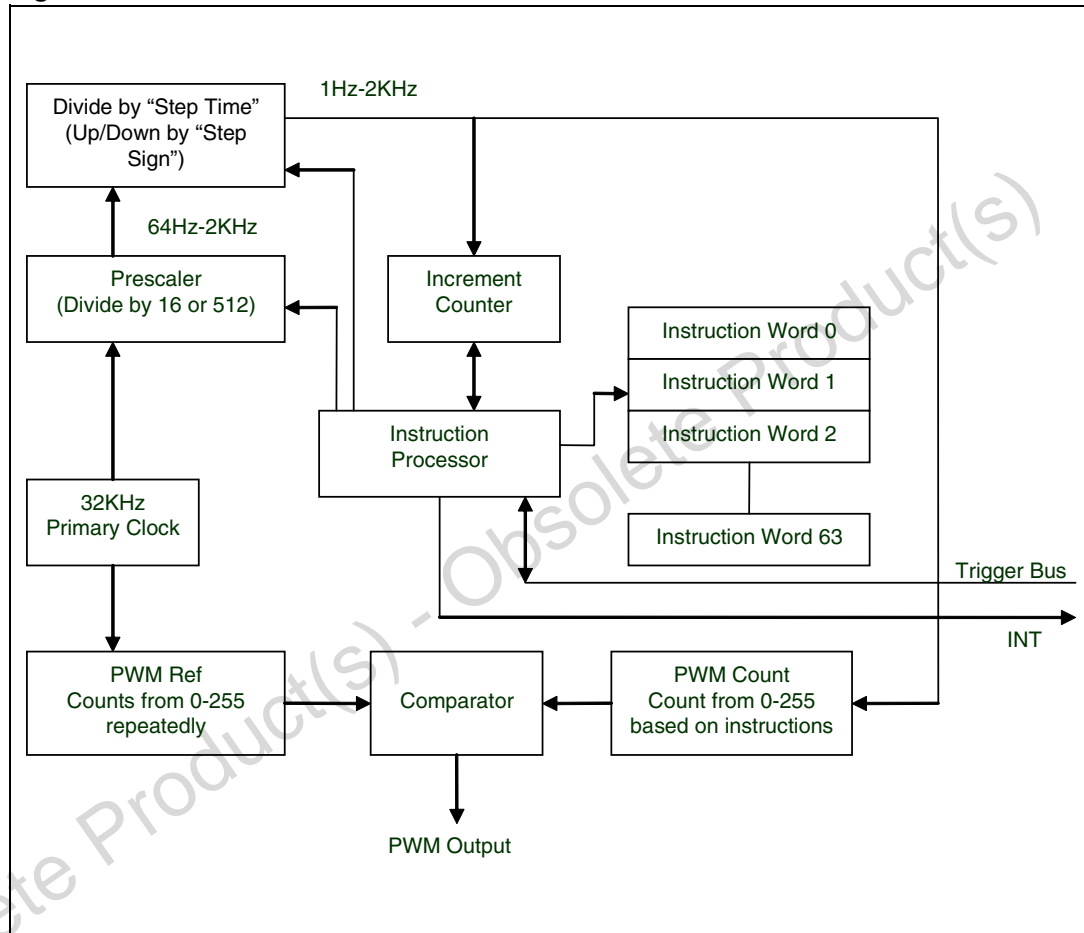 1Hz-2KHz
Divide by “Step Time”
(Up/Down by “Step
Sign”)
64Hz-2KHz
Prescaler
(Divide by 16 or 512)
Increment
Counter
Instruction Word 0
Instruction Word 1
Instruction Word 2
Instruction
Processor
32KHz
Primary Clock
Instruction Word 63
Trigger Bus
INT
PWM Ref
Counts from 0-255
repeatedly
Comparator
PWM Count
Count from 0-255
based on instructions
PWM Output
ete Product(s) - Obsolete Product(s)